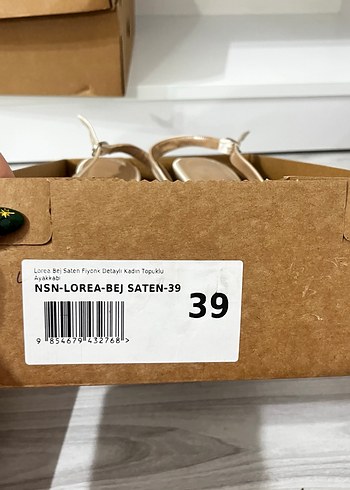 Lorea Bej Saten Fiyonk Detaylı Kadın Topuklu
Ayakkabı
NSN-LOREA-BEJ SATEN-39
39
9 854679 432768 >